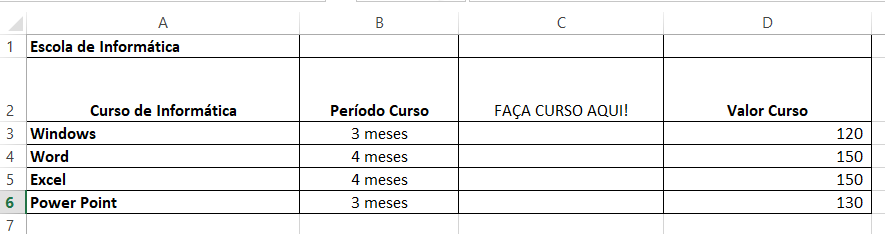 A B C D
1 Escola de Informática
2 Curso de Informática Período Curso FAÇA CURSO AQUI! Valor Curso
3 Windows 3 meses 120
4 Word 4 meses 150
5 Excel 4 meses 150
6 Power Point 3 meses 130
7